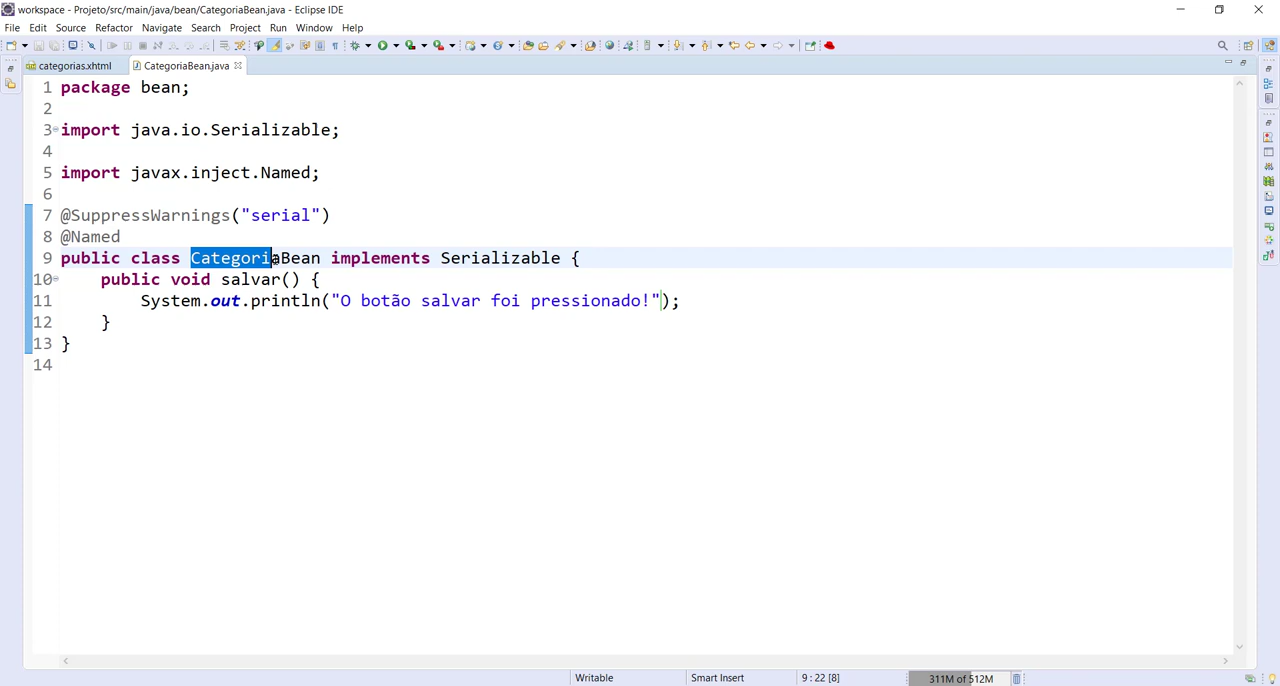 workspace - Projeto/src/main/java/bean/CategoriaBean.java - Eclipse IDE
File Edit Source Refactor Navigate Search Project Run Window Help
categorias.xhtml CategoriaBean.java
1 package bean;
2
3 import java.io.Serializable;
4
5 import javax.inject.Named;
6
7 @SuppressWarnings("serial")
8 @Named
9 public class CategoriaBean implements Serializable {
10 public void salvar() {
11 System.out.println("O botão salvar foi pressionado!");
12 }
13 }
14
Writable Smart Insert 9 : 22 [8] 311M of 512M